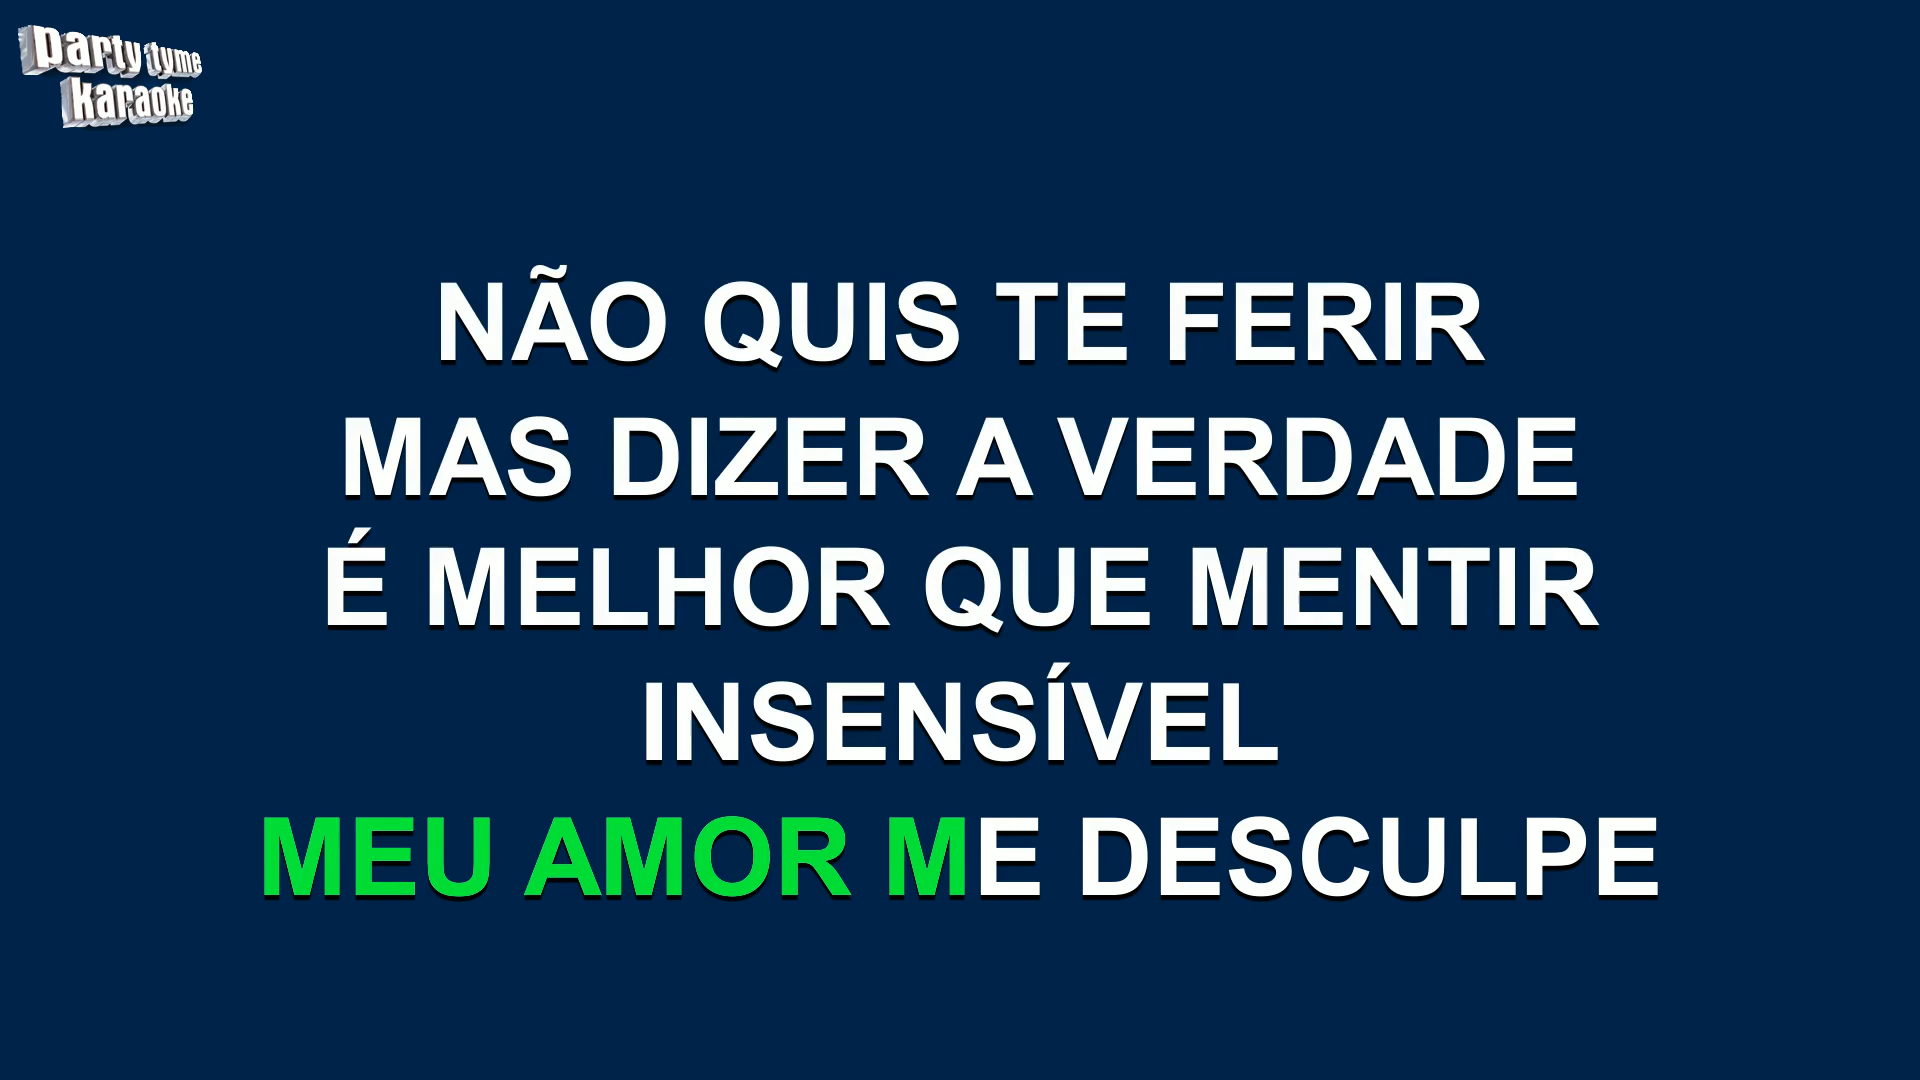 party tyme
karaoke
NÃO QUIS TE FERIR
MAS DIZER A VERDADE
É MELHOR QUE MENTIR
INSENSÍVEL
MEU AMOR ME DESCULPE